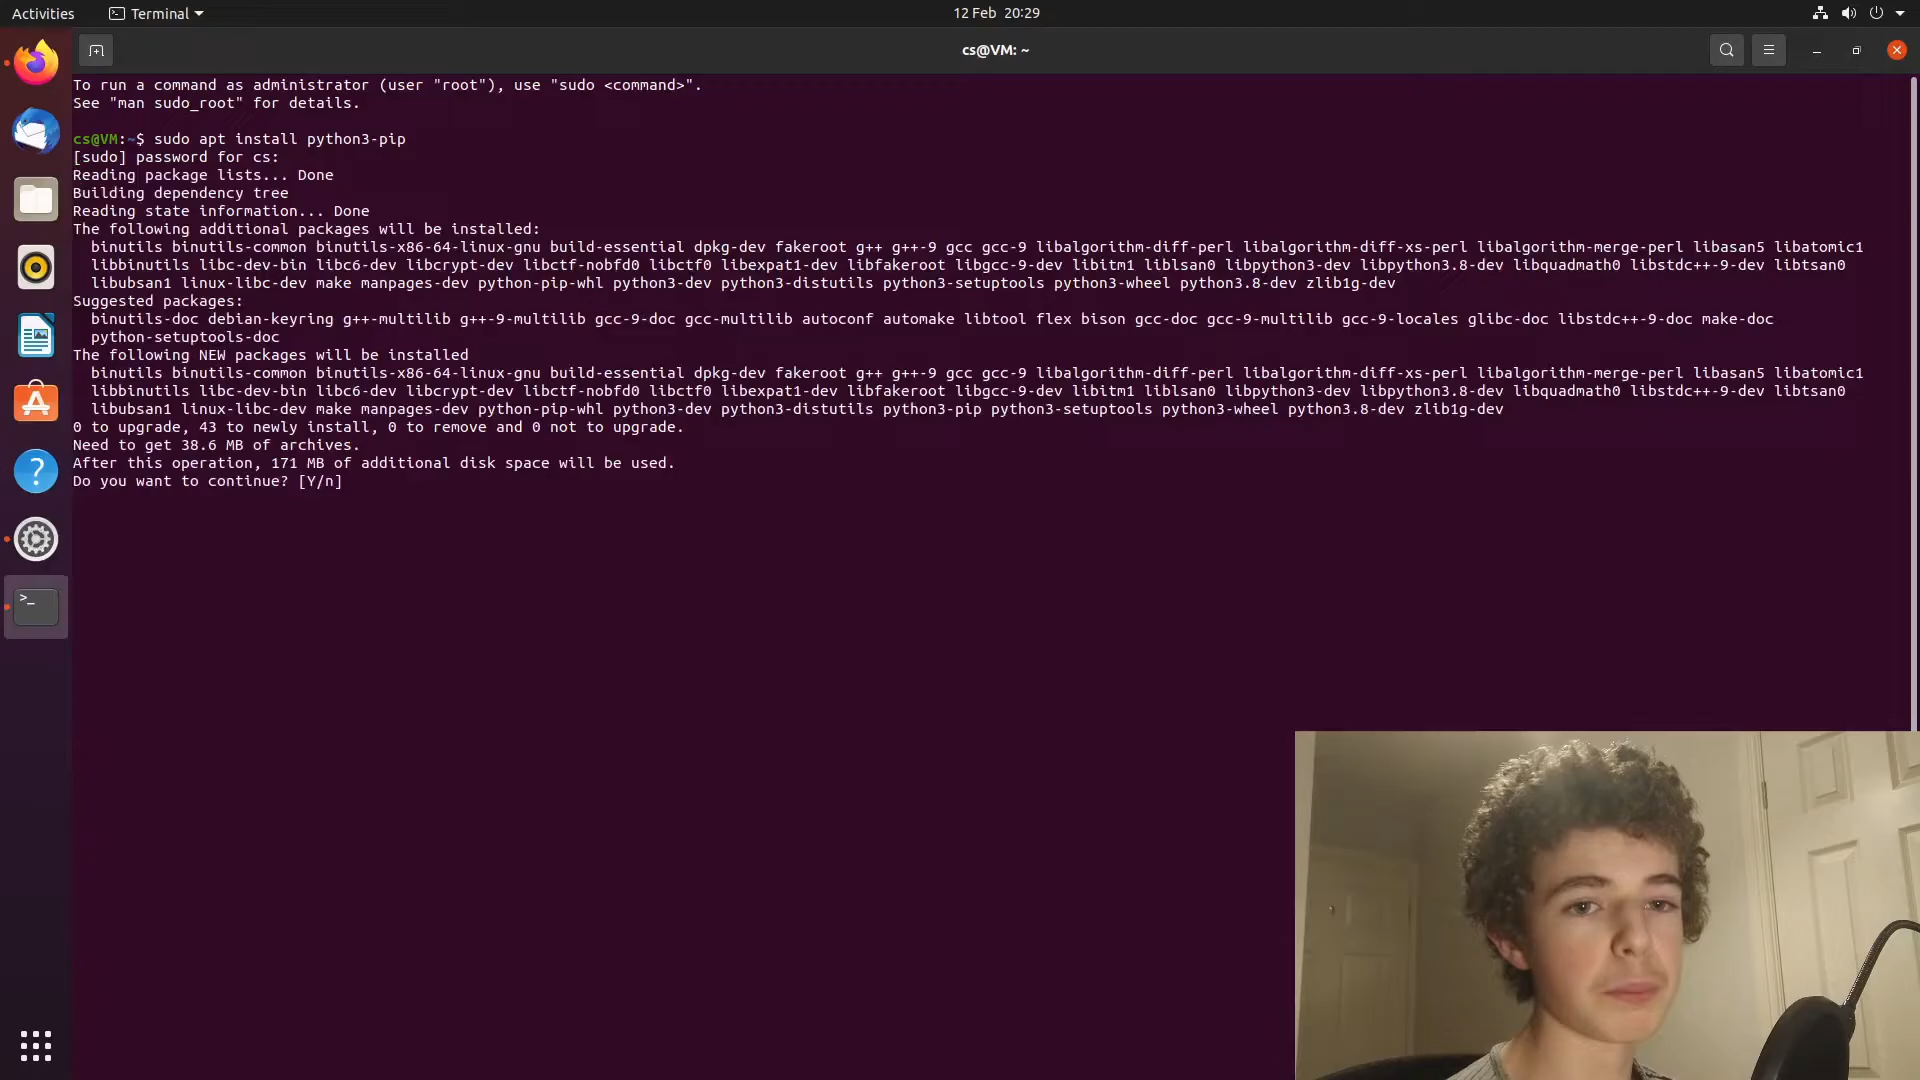 Activities
Terminal
12 Feb 20:29
cs@VM: ~
To run a command as administrator (user "root"), use "sudo <command>".
See "man sudo_root" for details.
cs@VM:~$ sudo apt install python3-pip
[sudo] password for cs:
Reading package lists... Done
Building dependency tree
Reading state information... Done
The following additional packages will be installed:
binutils binutils-common binutils-x86-64-linux-gnu build-essential dpkg-dev fakeroot g++ g++-9 gcc gcc-9 libalgorithm-diff-perl libalgorithm-diff-xs-perl libalgorithm-merge-perl libasan5 libatomic1
libbinutils libc-dev-bin libc6-dev libcrypt-dev libctf-nobfd0 libctf0 libexpat1-dev libfakeroot libgcc-9-dev libitm1 liblsan0 libpython3-dev libpython3.8-dev libquadmath0 libstdc++-9-dev libtsan0
libubsan1 linux-libc-dev make manpages-dev python-pip-whl python3-dev python3-distutils python3-setuptools python3-wheel python3.8-dev zlib1g-dev
Suggested packages:
binutils-doc debian-keyring g++-multilib g++-9-multilib gcc-9-doc gcc-multilib autoconf automake libtool flex bison gcc-doc gcc-9-multilib gcc-9-locales glibc-doc libstdc++-9-doc make-doc
python-setuptools-doc
The following NEW packages will be installed
binutils binutils-common binutils-x86-64-linux-gnu build-essential dpkg-dev fakeroot g++ g++-9 gcc gcc-9 libalgorithm-diff-perl libalgorithm-diff-xs-perl libalgorithm-merge-perl libasan5 libatomic1
libbinutils libc-dev-bin libc6-dev libcrypt-dev libctf-nobfd0 libctf0 libexpat1-dev libfakeroot libgcc-9-dev libitm1 liblsan0 libpython3-dev libpython3.8-dev libquadmath0 libstdc++-9-dev libtsan0
libubsan1 linux-libc-dev make manpages-dev python-pip-whl python3-dev python3-distutils python3-pip python3-setuptools python3-wheel python3.8-dev zlib1g-dev
0 to upgrade, 43 to newly install, 0 to remove and 0 not to upgrade.
Need to get 38.6 MB of archives.
After this operation, 171 MB of additional disk space will be used.
Do you want to continue? [Y/n]